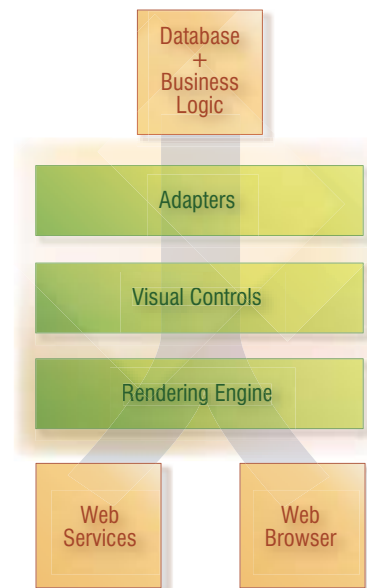 Database
+
Business
Logic
Adapters
Visual Controls
Rendering Engine
Web
Services
Web
Browser